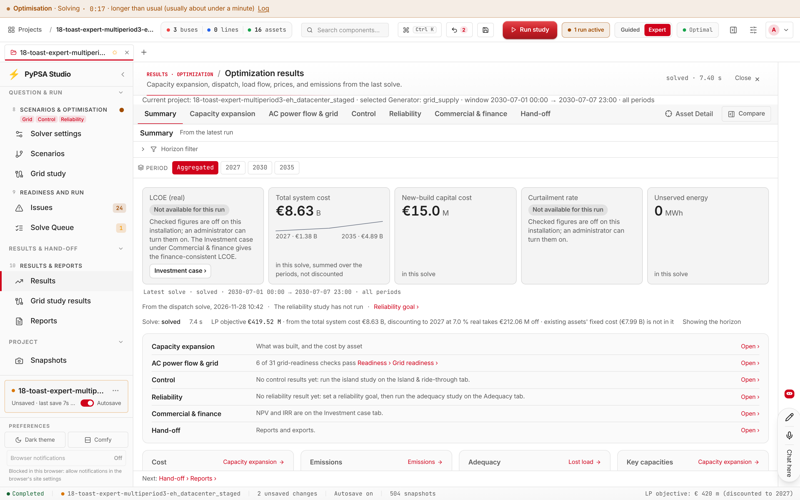 Optimisation · Solving · 0:17 · longer than usual (usually about under a minute) Log
Projects / 18-toast-expert-multiperiod3-e...
3 buses 0 lines 16 assets
Search components...
Ctrl K
2
Run study
1 run active
Guided Expert
Optimal
A
18-toast-expert-multiperi...
PyPSA Studio
QUESTION & RUN
SCENARIOS & OPTIMISATION
Grid Control Reliability
Solver settings
Scenarios
Grid study
READINESS AND RUN
Issues 24
Solve Queue 2
RESULTS & HAND-OFF
RESULTS & REPORTS
Results
Grid study results
Reports
PROJECT
Snapshots
18-toast-expert-multip... ...
Unsaved · last save 7s ... Autosave
PREFERENCES
Dark theme Comfy
Browser notifications Off
Blocked in this browser: allow notifications in the browser's site settings
RESULTS · OPTIMIZATION / Optimization results
Capacity expansion, dispatch, load flow, prices, and emissions from the last solve.
solved · 7.40 s Close ×
Current project: 18-toast-expert-multiperiod3-eh_datacenter_staged · selected Generator: grid_supply · window 2030-07-01 00:00 → 2030-07-07 23:00 · all periods
Summary Capacity expansion AC power flow & grid Control Reliability Commercial & finance Hand-off Asset Detail Compare
Summary From the latest run
Horizon filter
PERIOD Aggregated 2027 2030 2035
LCOE (real)
Not available for this run
Checked figures are off on this installation; an administrator can turn them on. The Investment case under Commercial & finance gives the finance-consistent LCOE.
Investment case ›
Total system cost
€8.63 B
2027 · €1.38 B 2035 · €4.89 B
in this solve, summed over the periods, not discounted
New-build capital cost
€15.0 M
in this solve
Curtailment rate
Not available for this run
Checked figures are off on this installation; an administrator can turn them on.
Unserved energy
0 MWh
in this solve
Latest solve · solved · 2030-07-01 00:00 → 2030-07-07 23:00 · all periods
From the dispatch solve, 2026-11-28 10:42 · The reliability study has not run · Reliability goal ›
Solve: solved 7.4 s LP objective €419.52 M · from the total system cost €8.63 B, discounting to 2027 at 7.0 % real takes €212.06 M off · existing assets' fixed cost (€7.99 B) is not in it Showing the horizon
Capacity expansion What was built, and the cost by asset Open ›
AC power flow & grid 6 of 31 grid-readiness checks pass Readiness › Grid readiness › Open ›
Control No control results yet: run the island study on the Island & ride-through tab. Open ›
Reliability No reliability result yet: set a reliability goal, then run the adequacy study on the Adequacy tab. Open ›
Commercial & finance NPV and IRR are on the Investment case tab. Open ›
Hand-off Reports and exports. Open ›
Cost Capacity expansion →
Emissions Emissions →
Adequacy Lost load →
Key capacities Capacity expansion →
Next: Hand-off › Reports ›
Chat here
Completed 18-toast-expert-multiperiod3-eh_datacenter_staged 2 unsaved changes Autosave on 504 snapshots LP objective: € 420 m (discounted to 2027)